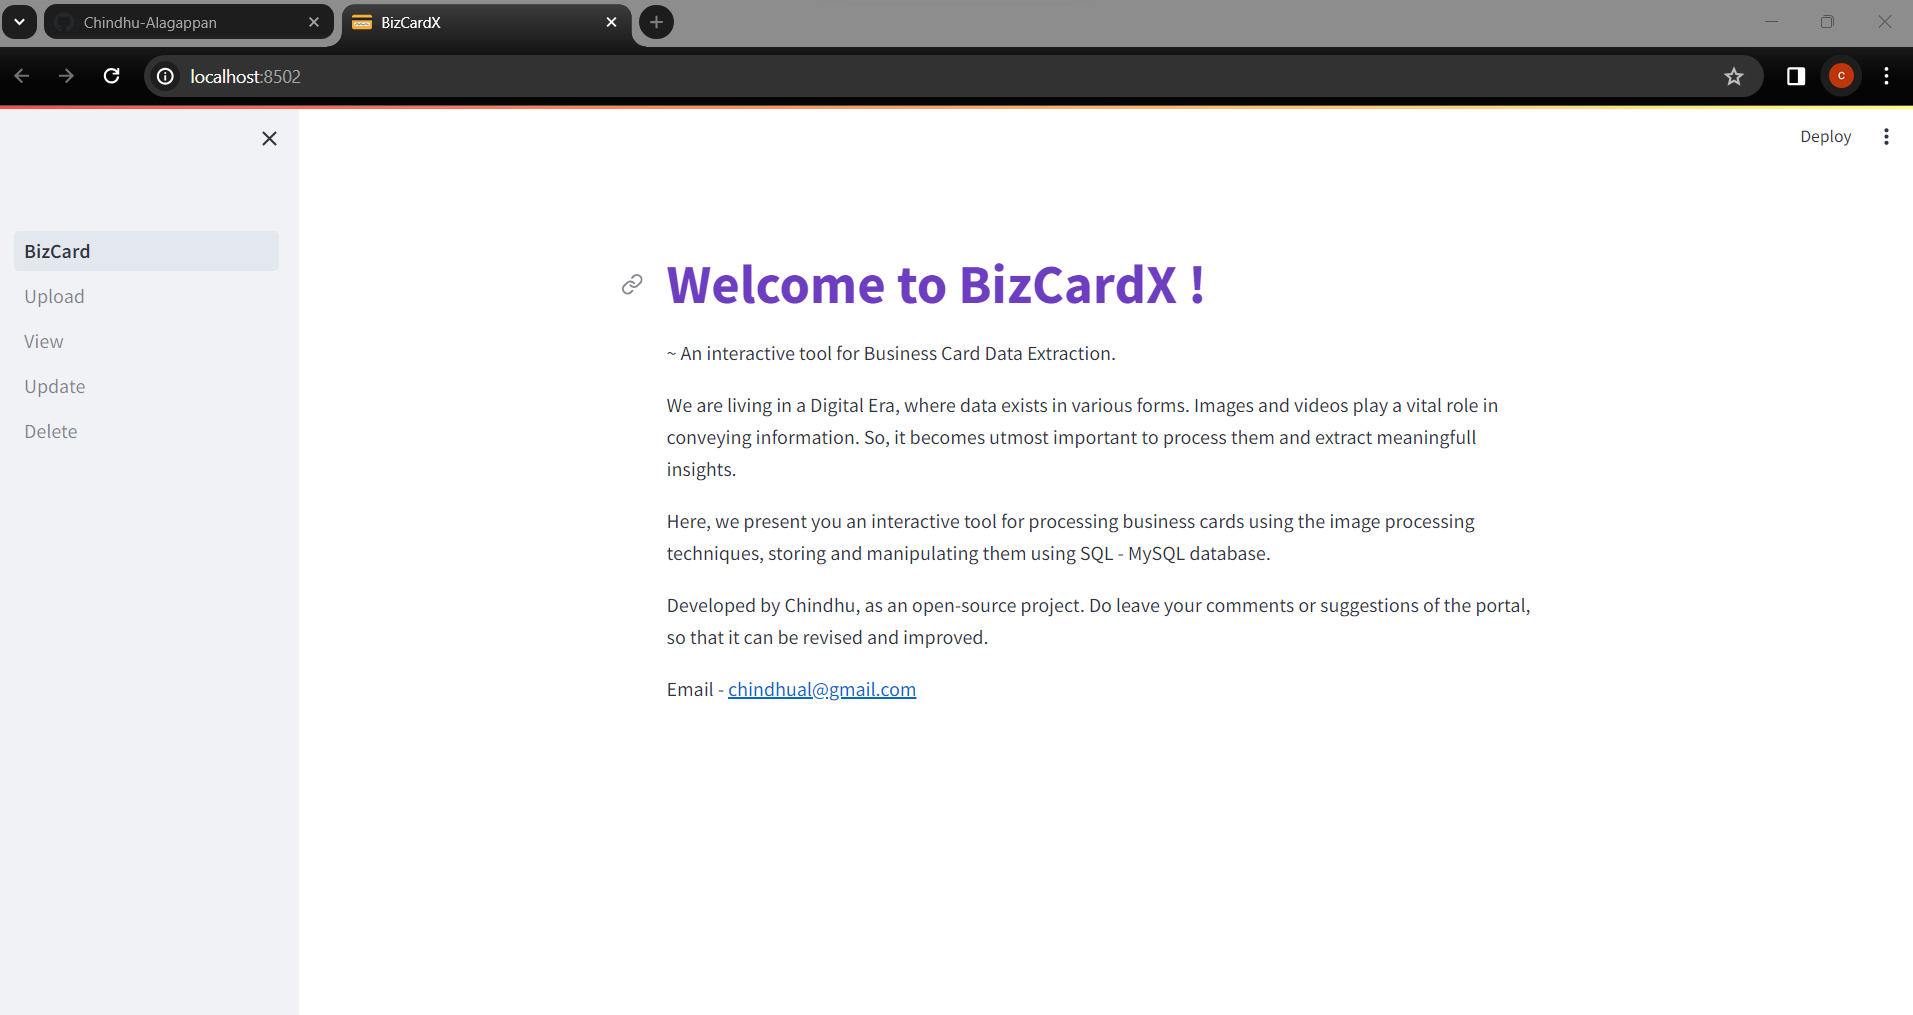 Chindhu-Alagappan
BizCardX
localhost:8502
C
Deploy
BizCard
Upload
View
Update
Delete
Welcome to BizCardX !
~ An interactive tool for Business Card Data Extraction.
We are living in a Digital Era, where data exists in various forms. Images and videos play a vital role in
conveying information. So, it becomes utmost important to process them and extract meaningfull
insights.
Here, we present you an interactive tool for processing business cards using the image processing
techniques, storing and manipulating them using SQL - MySQL database.
Developed by Chindhu, as an open-source project. Do leave your comments or suggestions of the portal,
so that it can be revised and improved.
Email - chindhual@gmail.com